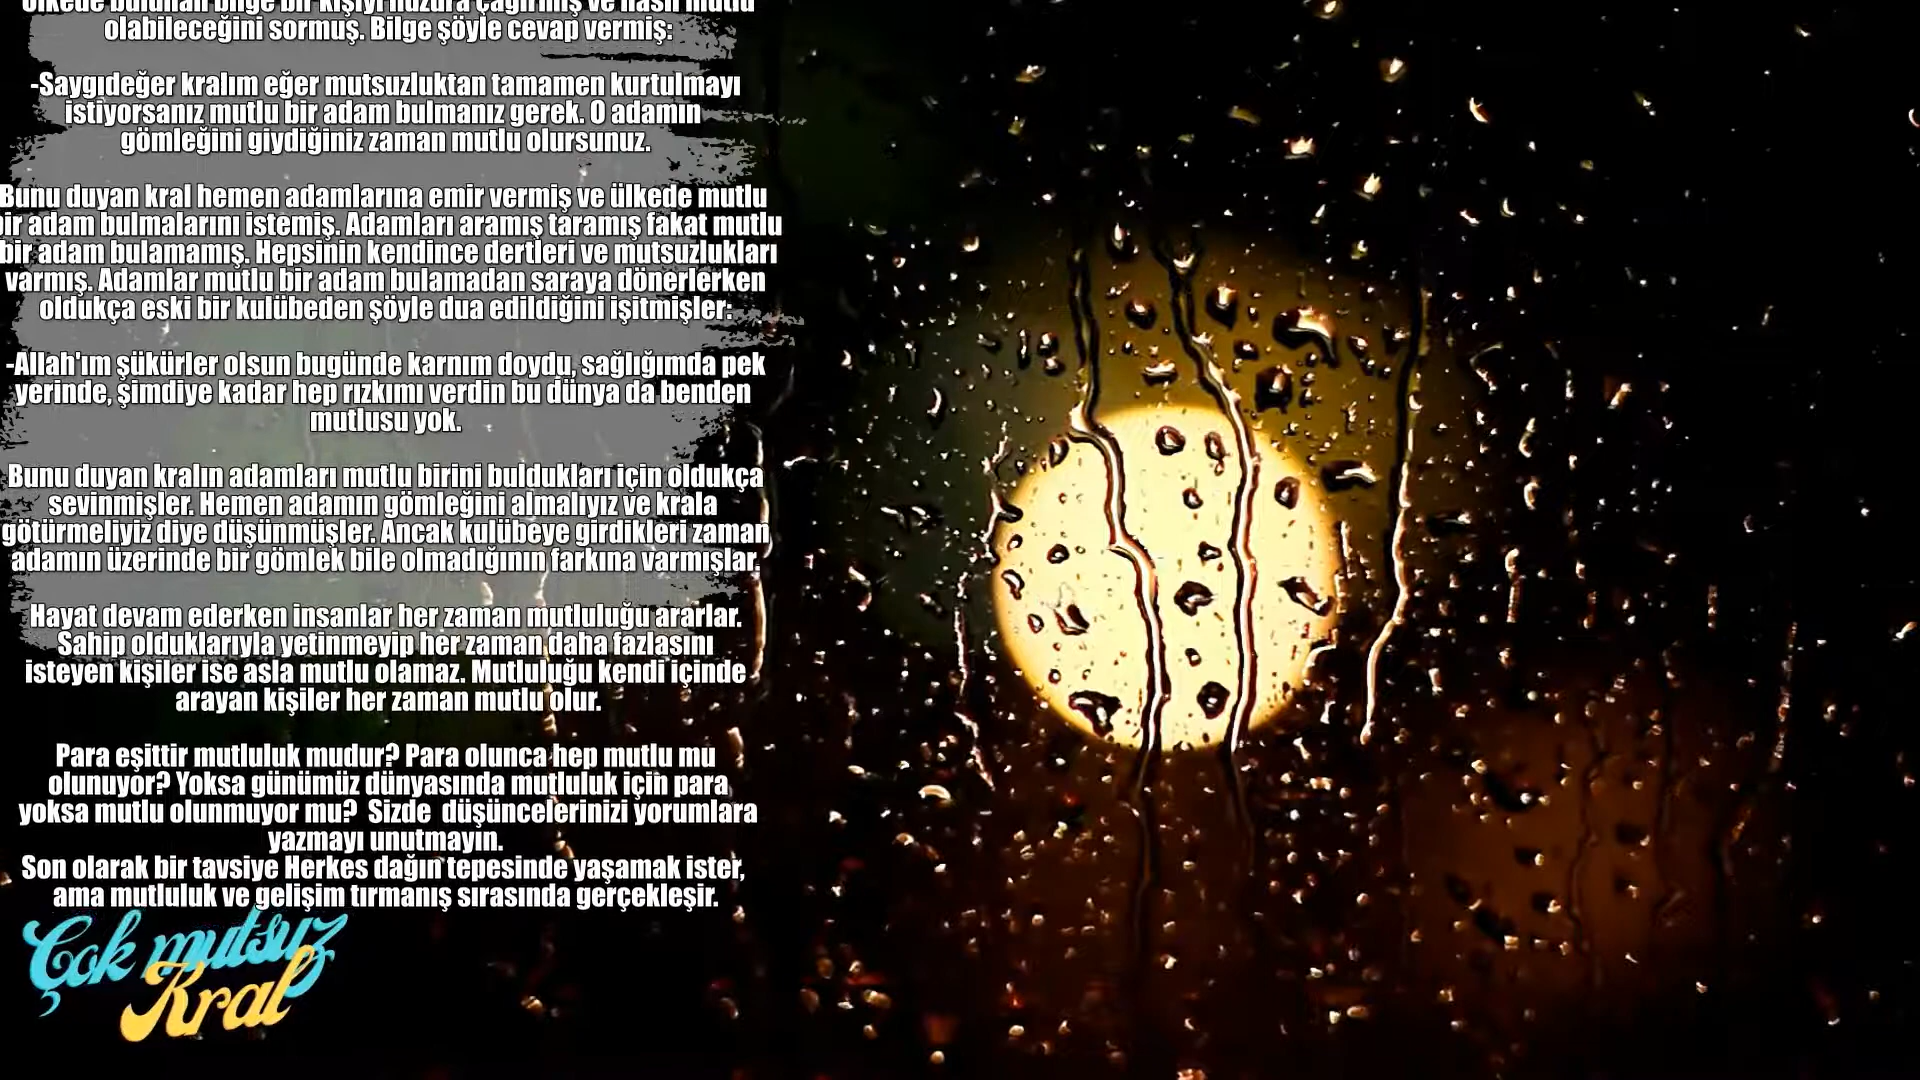 ülkede bulunan bilge bir kişiyi huzura çağırmış ve nasıl mutlu
olabileceğini sormuş. Bilge şöyle cevap vermiş:
-Saygıdeğer kralım eğer mutsuzluktan tamamen kurtulmayı
istiyorsanız mutlu bir adam bulmanız gerek. O adamın
gömleğini giydiğiniz zaman mutlu olursunuz.
Bunu duyan kral hemen adamlarına emir vermiş ve ülkede mutlu
bir adam bulmalarını istemiş. Adamları aramış taramış fakat mutlu
bir adam bulamamış. Hepsinin kendince dertleri ve mutsuzlukları
varmış. Adamlar mutlu bir adam bulamadan saraya dönerlerken
oldukça eski bir kulübeden şöyle dua edildiğini işitmişler:
-Allah'ım şükürler olsun bugünde karnım doydu, sağlığımda pek
yerinde, şimdiye kadar hep rızkımı verdin bu dünya da benden
mutlusu yok.
Bunu duyan kralın adamları mutlu birini buldukları için oldukça
sevinmişler. Hemen adamın gömleğini almalıyız ve krala
götürmeliyiz diye düşünmüşler. Ancak kulübeye girdikleri zaman
adamın üzerinde bir gömlek bile olmadığının farkına varmışlar.
Hayat devam ederken insanlar her zaman mutluluğu ararlar.
Sahip olduklarıyla yetinmeyip her zaman daha fazlasını
isteyen kişiler ise asla mutlu olamaz. Mutluluğu kendi içinde
arayan kişiler her zaman mutlu olur.
Para eşittir mutluluk mudur? Para olunca hep mutlu mu
olunuyor? Yoksa günümüz dünyasında mutluluk için para
yoksa mutlu olunmuyor mu?  Sizde  düşüncelerinizi yorumlara
yazmayı unutmayın.
Son olarak bir tavsiye Herkes dağın tepesinde yaşamak ister,
ama mutluluk ve gelişim tırmanış sırasında gerçekleşir.
Çok mutsuz
Kral